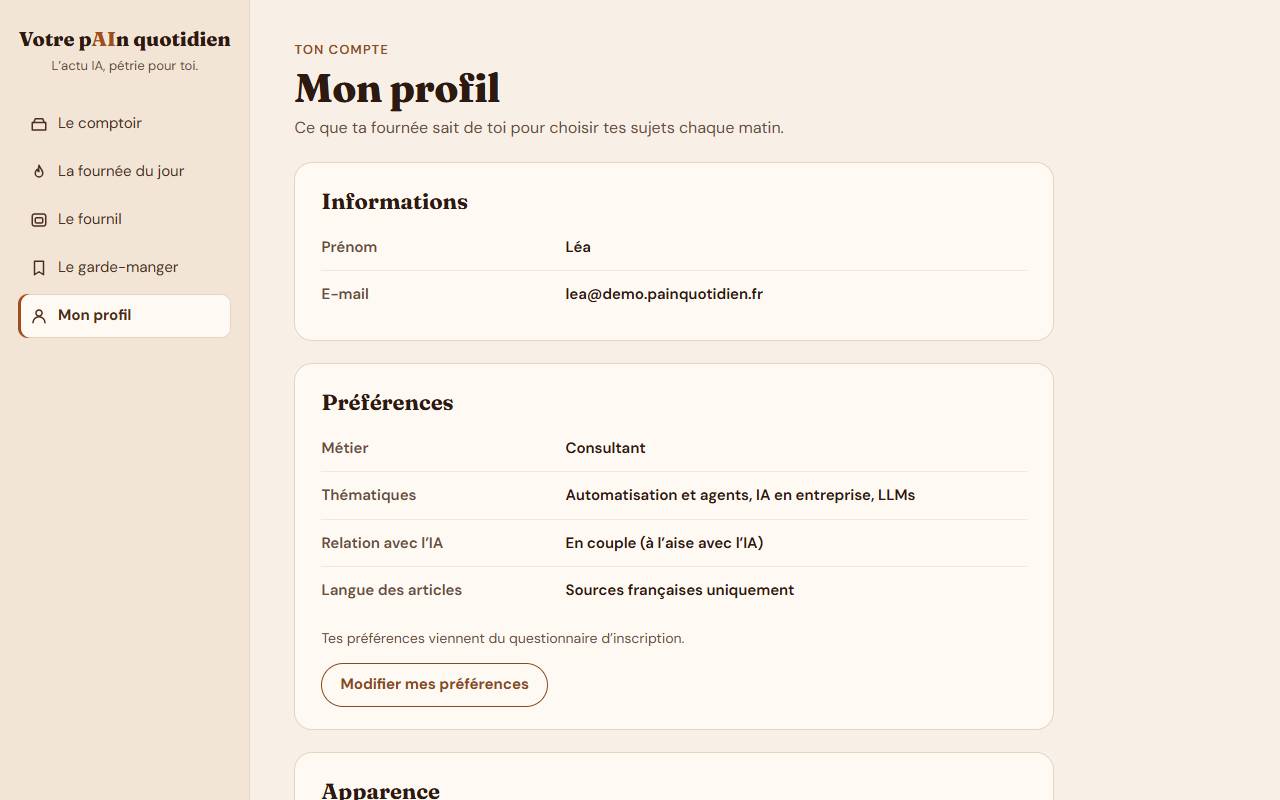 Votre pAIn quotidien
L’actu IA, pétrie pour toi.
Le comptoir
La fournée du jour
Le fournil
Le garde-manger
Mon profil
TON COMPTE
Mon profil
Ce que ta fournée sait de toi pour choisir tes sujets chaque matin.
Informations
Prénom Léa
E-mail lea@demo.painquotidien.fr
Préférences
Métier Consultant
Thématiques Automatisation et agents, IA en entreprise, LLMs
Relation avec l’IA En couple (à l’aise avec l’IA)
Langue des articles Sources françaises uniquement
Tes préférences viennent du questionnaire d’inscription.
Modifier mes préférences
Apparence